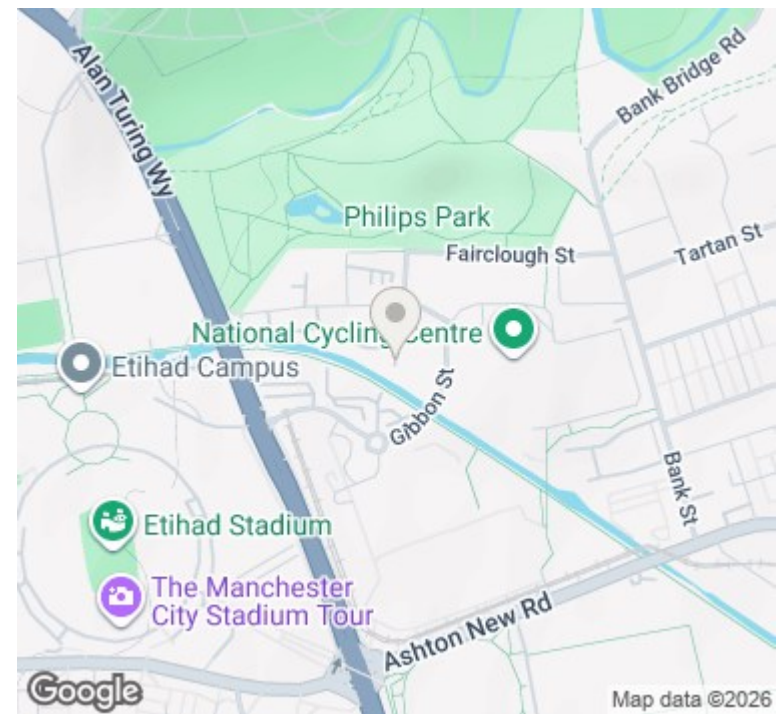 Alan Turing Wy
Bank Bridge Rd
Philips Park
Fairclough St
Tartan St
National Cycling Centre
Etihad Campus
Gibbon St
Bank St
Etihad Stadium
The Manchester
City Stadium Tour
Ashton New Rd
Google
Map data ©2026